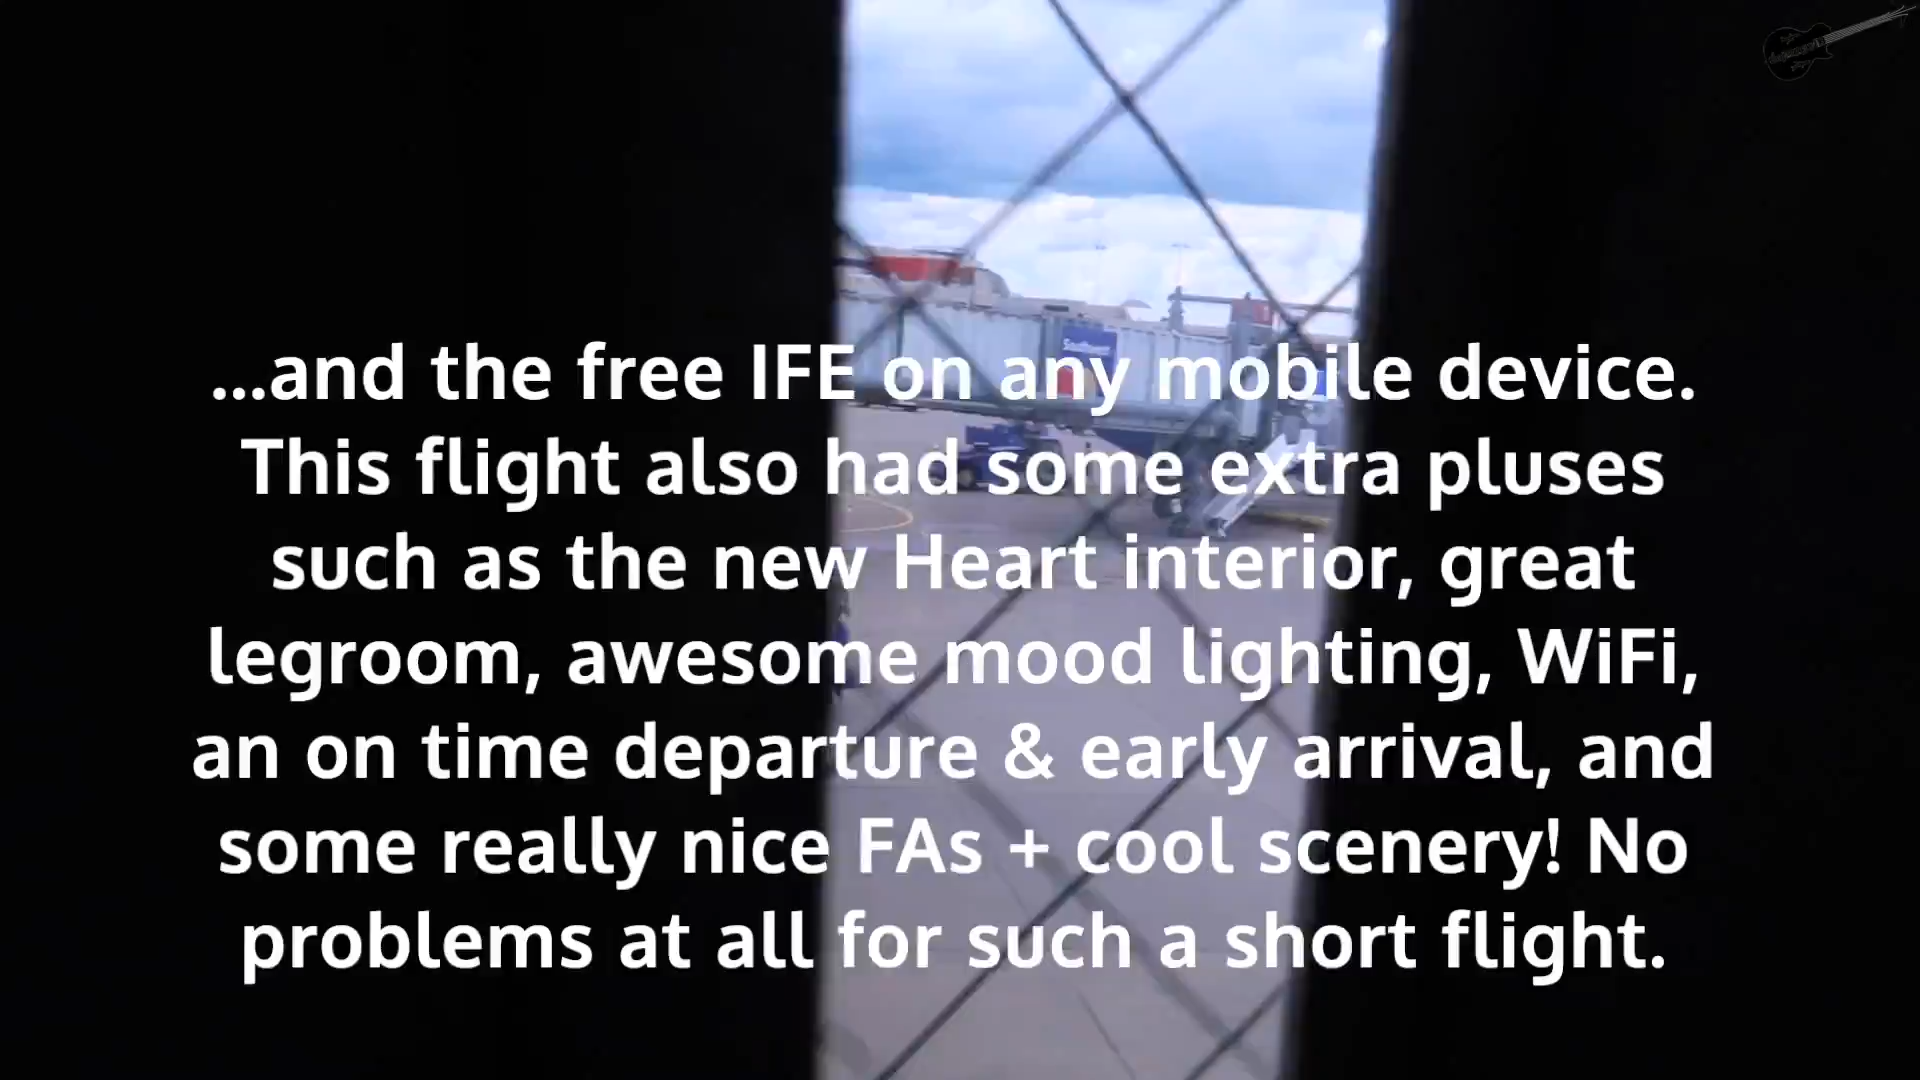 ...and the free IFE on any mobile device.
This flight also had some extra pluses
such as the new Heart interior, great
legroom, awesome mood lighting, WiFi,
an on time departure & early arrival, and
some really nice FAs + cool scenery! No
problems at all for such a short flight.
Southwest